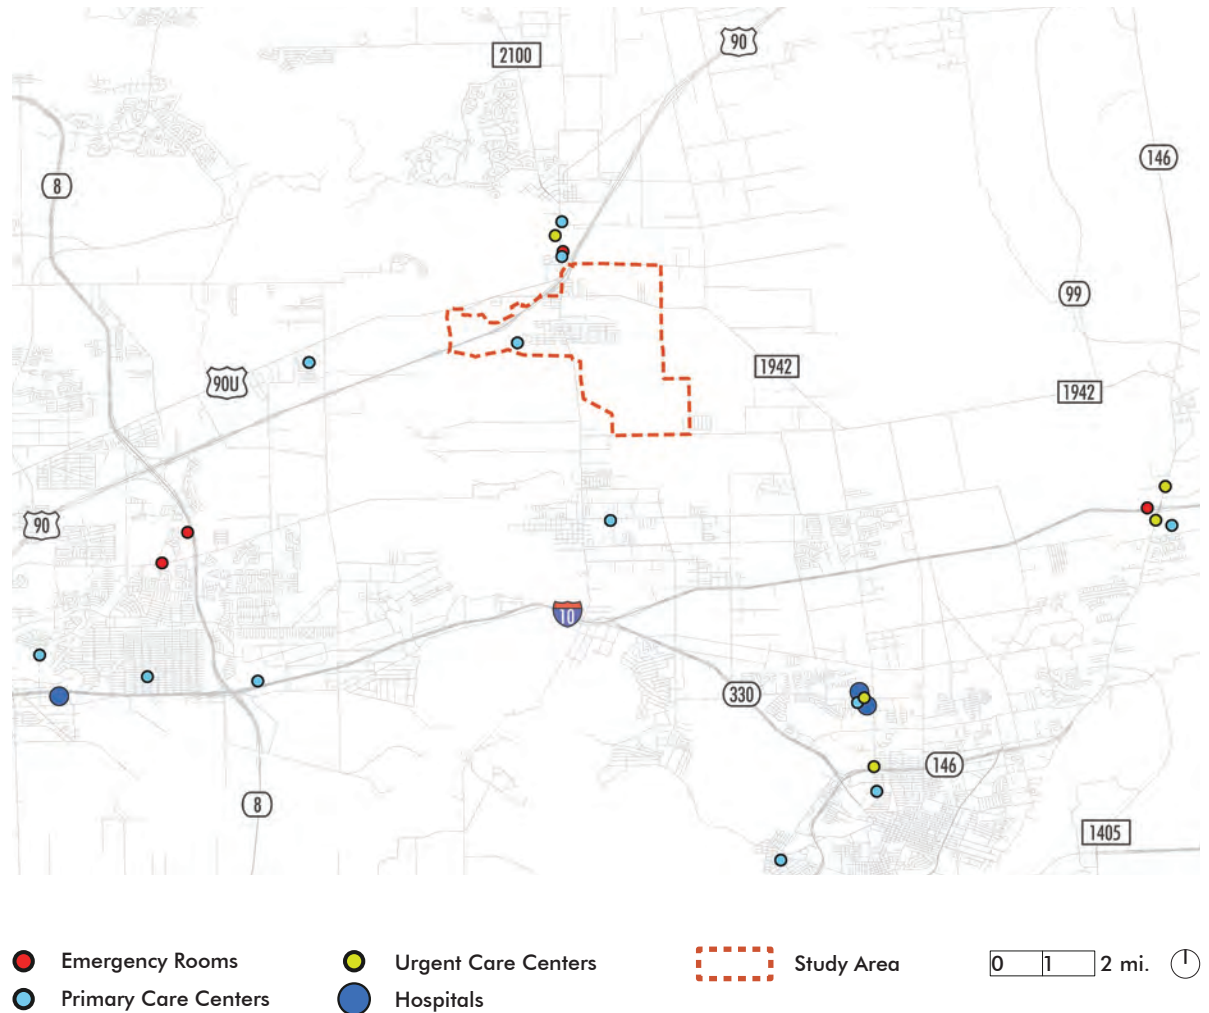 2100
90
146
8
99
1942
90U
1942
90
10
330
146
8
1405
Emergency Rooms
Urgent Care Centers
Study Area
0 1 2 mi.
Primary Care Centers
Hospitals